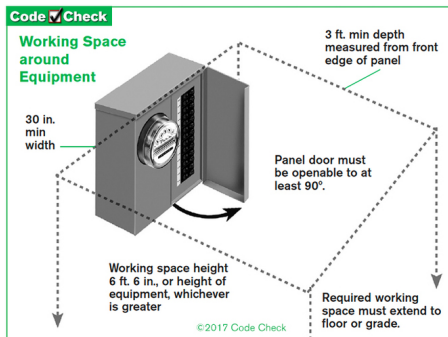 Code Check
Working Space
around
Equipment
3 ft. min depth
measured from front
edge of panel
30 in.
min
width
Panel door must
be openable to at
least 90°.
Working space height
6 ft. 6 in., or height of
equipment, whichever
is greater
Required working
space must extend to
floor or grade.
©2017 Code Check